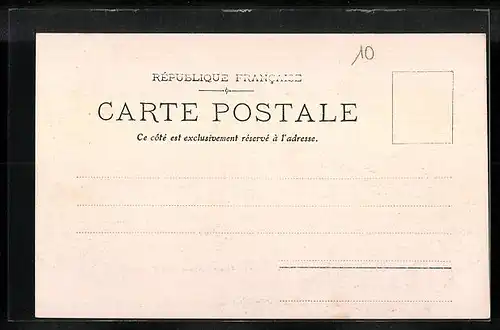 10
RÉPUBLIQUE FRANÇAISE
CARTE POSTALE
Ce côté est exclusivement réservé à l'adresse.